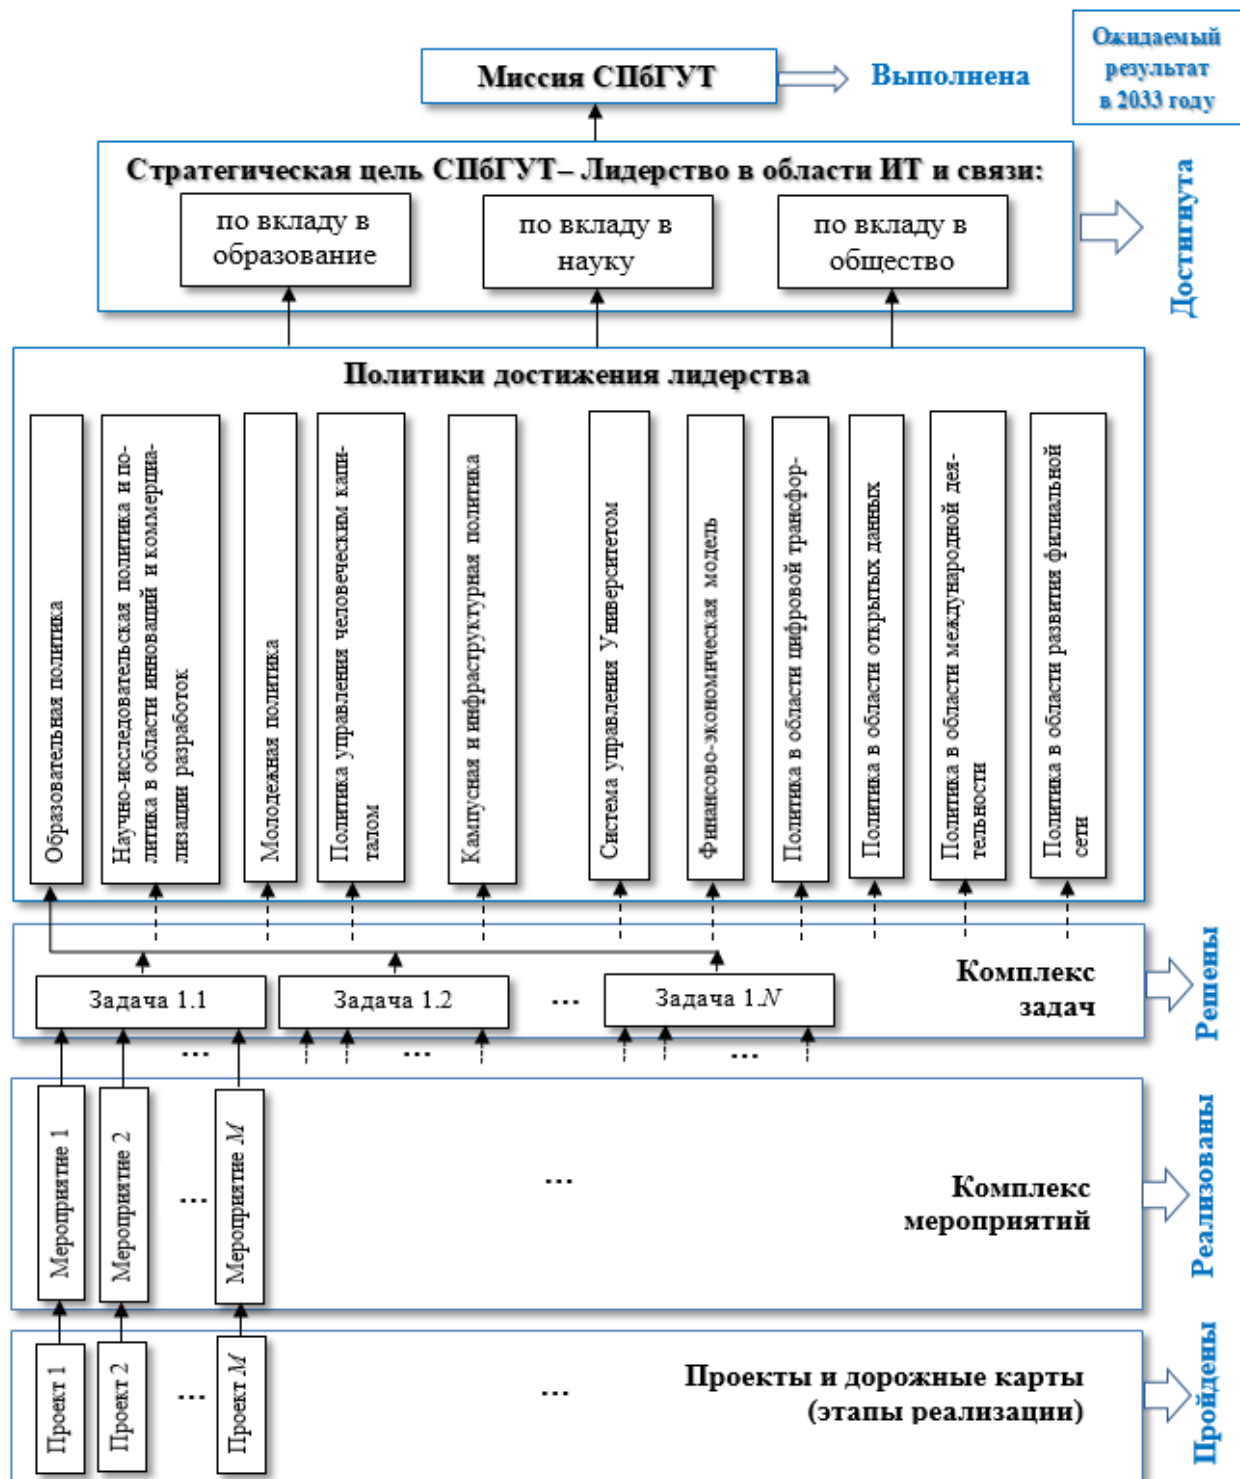 Ожидаемый
результат
в 2033 году
Миссия СПбГУТ
Выполнена
Стратегическая цель СПбГУТ– Лидерство в области ИТ и связи:
по вкладу в
образование
по вкладу в
науку
по вкладу в
общество
Достигнута
Политики достижения лидерства
Образовательная политика
Научно-исследовательская политика и по-
литика в области инноваций и коммерциа-
лизации разработок
Молодежная политика
Политика управления человеческим капи-
талом
Кампусная и инфраструктурная политика
Система управления Университетом
Финансово-экономическая модель
Политика в области цифровой трансфор-
Политика в области открытых данных
Политика в области международной дея-
тельности
Политика в области развития филиальной
сети
Задача 1.1
Задача 1.2
...
Задача 1.N
Комплекс
задач
Решены
...
...
...
Мероприятие 1
Мероприятие 2
...
Мероприятие M
...
Комплекс
мероприятий
Реализованы
Проект 1
Проект 2
...
Проект M
...
Проекты и дорожные карты
(этапы реализации)
Пройдены